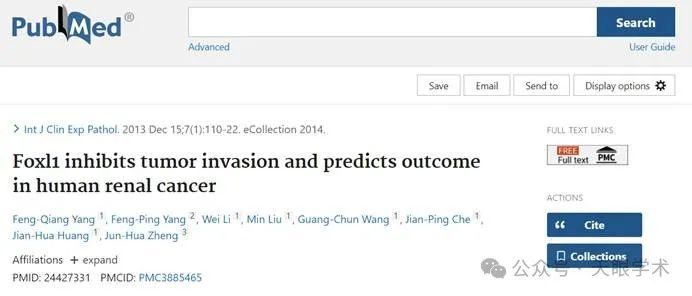 PubMed®
Search
Advanced
User Guide
Save
Email
Send to
Display options
Int J Clin Exp Pathol. 2013 Dec 15;7(1):110-22. eCollection 2014.
Foxl1 inhibits tumor invasion and predicts outcome
in human renal cancer
Feng-Qiang Yang 1, Feng-Ping Yang 2, Wei Li 1, Min Liu 1, Guang-Chun Wang 1, Jian-Ping Che 1,
Jian-Hua Huang 1, Jun-Hua Zheng 3
Affiliations + expand
PMID: 24427331 PMCID: PMC3885465
FULL TEXT LINKS
FREE
Full text PMC
ACTIONS
Cite
Collections
公众号 · 天眼学术